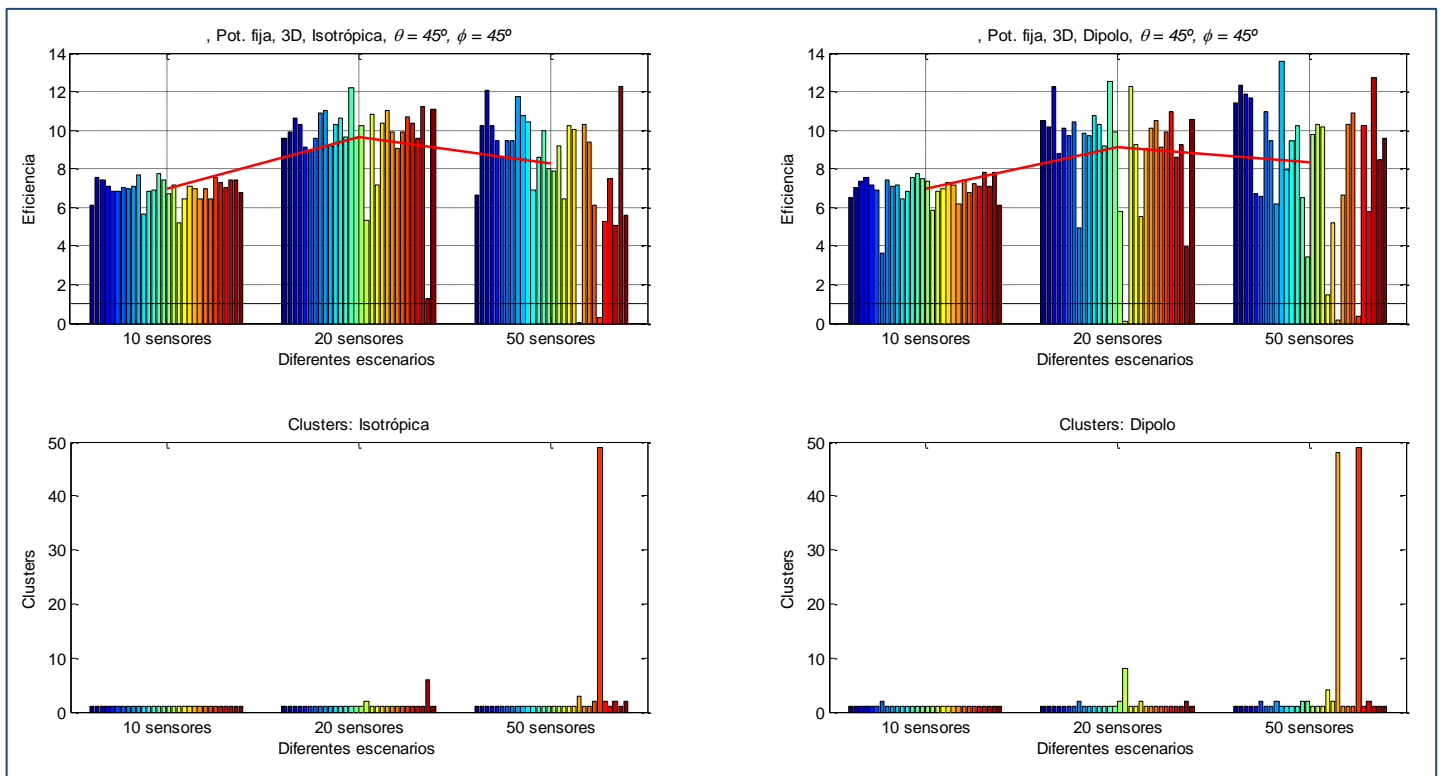 , Pot. fija, 3D, Isotrópica, θ = 45º, ϕ = 45º
14
12
10
8
6
4
2
0
Eficiencia
10 sensores
20 sensores
50 sensores
Diferentes escenarios
, Pot. fija, 3D, Dipolo, θ = 45º, ϕ = 45º
14
12
10
8
6
4
2
0
Eficiencia
10 sensores
20 sensores
50 sensores
Diferentes escenarios
Clusters: Isotrópica
50
40
30
20
10
0
Clusters
10 sensores
20 sensores
50 sensores
Diferentes escenarios
Clusters: Dipolo
50
40
30
20
10
0
Clusters
10 sensores
20 sensores
50 sensores
Diferentes escenarios